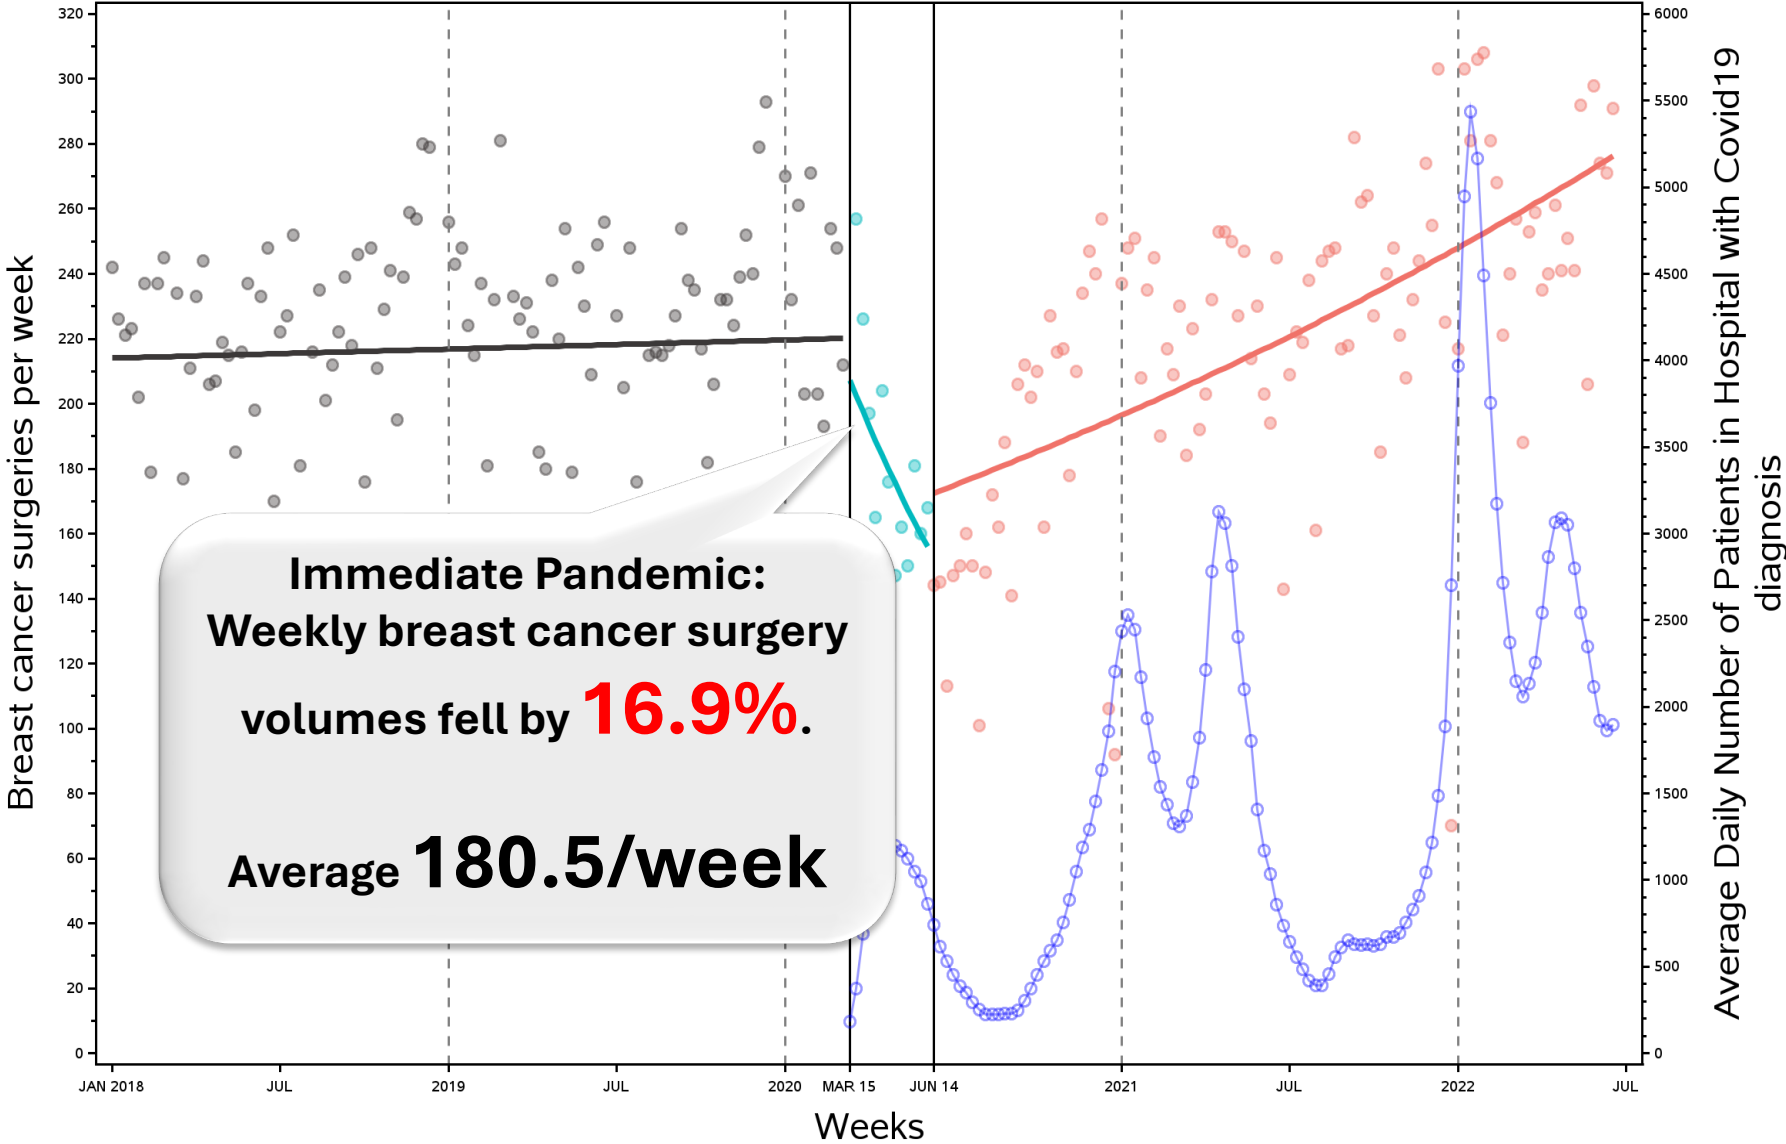 Breast cancer surgeries per week
320
300
280
260
240
220
200
180
160
140
120
100
80
60
40
20
0
Immediate Pandemic:
Weekly breast cancer surgery
volumes fell by 16.9%.
Average 180.5/week
JAN 2018
JUL
2019
JUL
2020
MAR 15
JUN 14
2021
JUL
2022
JUL
Weeks
6000
5500
5000
4500
4000
3500
3000
2500
2000
1500
1000
500
0
Average Daily Number of Patients in Hospital with Covid19
diagnosis